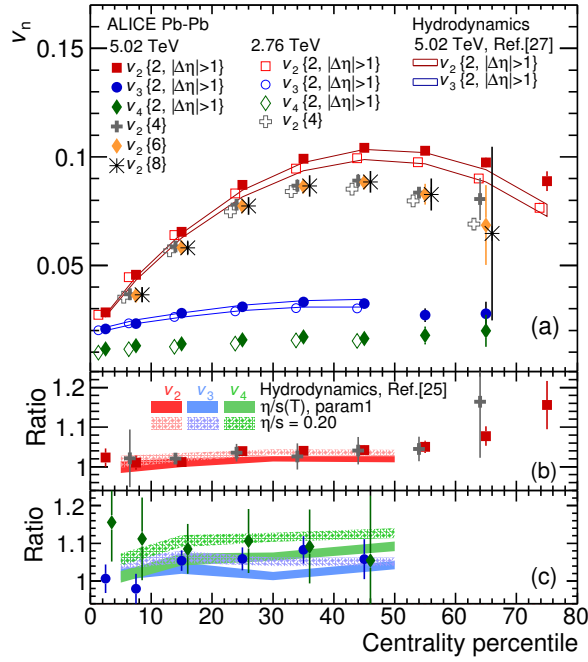 v_n
0.15
0.1
0.05
ALICE Pb-Pb
5.02 TeV
v_2{2, |Δη|>1}
v_3{2, |Δη|>1}
v_4{2, |Δη|>1}
v_2{4}
v_2{6}
v_2{8}
2.76 TeV
v_2{2, |Δη|>1}
v_3{2, |Δη|>1}
v_4{2, |Δη|>1}
v_2{4}
Hydrodynamics
5.02 TeV, Ref.[27]
v_2{2, |Δη|>1}
v_3{2, |Δη|>1}
(a)
Ratio
1.2
1.1
1
v_2 v_3 v_4 Hydrodynamics, Ref.[25]
η/s(T), param1
η/s = 0.20
(b)
Ratio
1.2
1.1
1
(c)
0 10 20 30 40 50 60 70 80
Centrality percentile